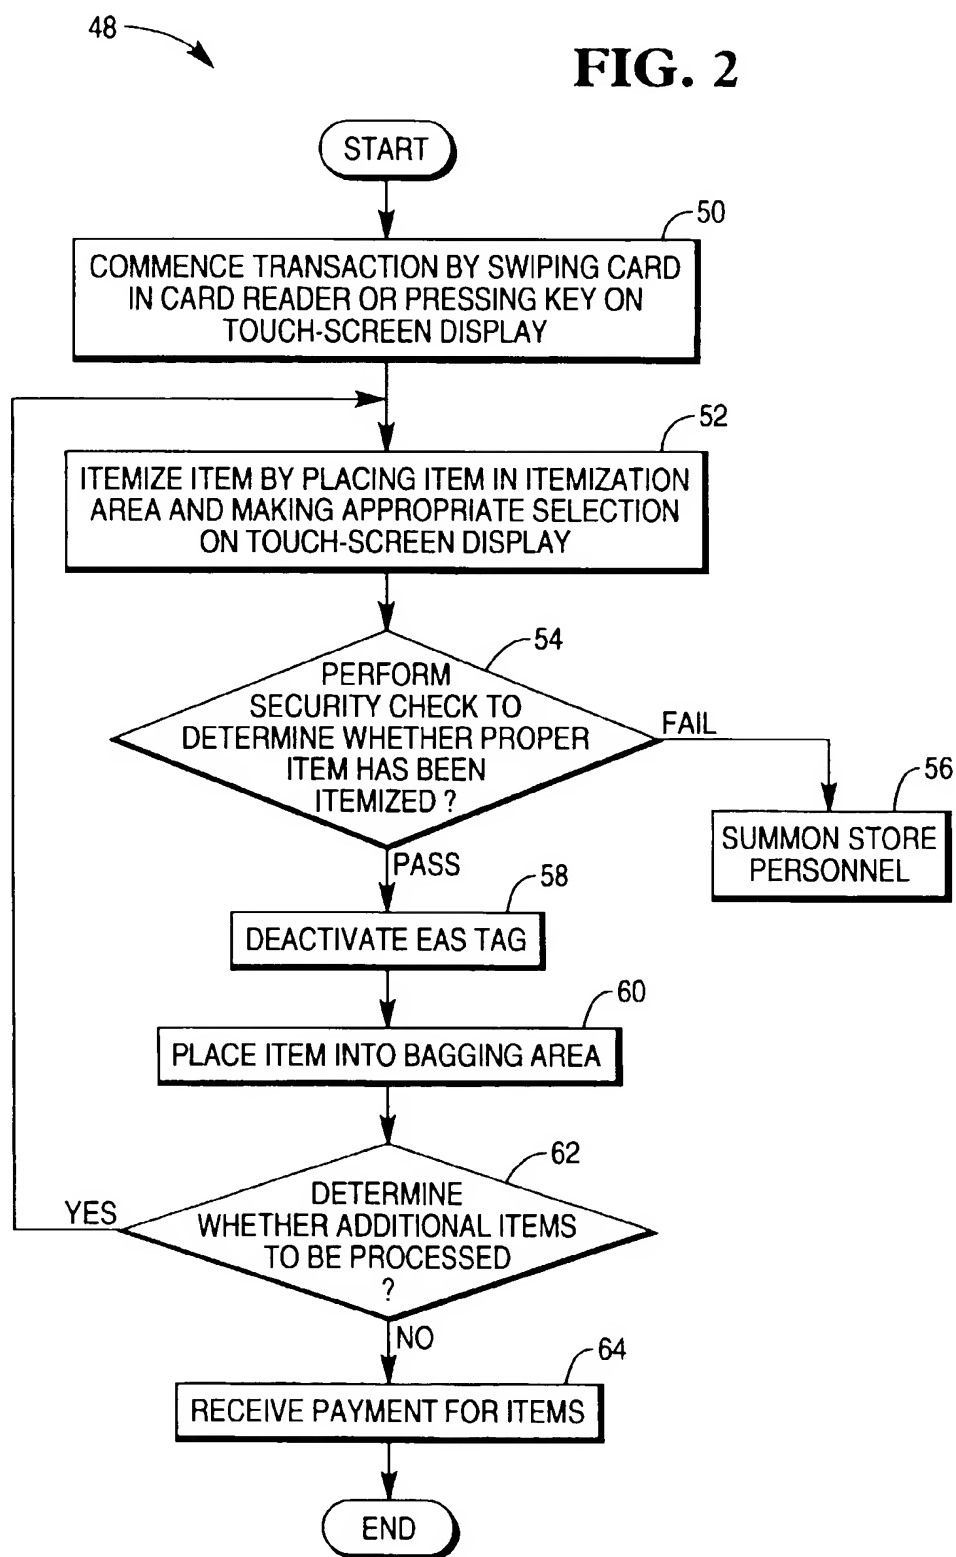 48
FIG. 2
START
50
COMMENCE TRANSACTION BY SWIPING CARD
IN CARD READER OR PRESSING KEY ON
TOUCH-SCREEN DISPLAY
52
ITEMIZE ITEM BY PLACING ITEM IN ITEMIZATION
AREA AND MAKING APPROPRIATE SELECTION
ON TOUCH-SCREEN DISPLAY
54
PERFORM
SECURITY CHECK TO
DETERMINE WHETHER PROPER
ITEM HAS BEEN
ITEMIZED ?
FAIL
56
SUMMON STORE
PERSONNEL
PASS
58
DEACTIVATE EAS TAG
60
PLACE ITEM INTO BAGGING AREA
62
DETERMINE
WHETHER ADDITIONAL ITEMS
TO BE PROCESSED
?
YES
NO
64
RECEIVE PAYMENT FOR ITEMS
END